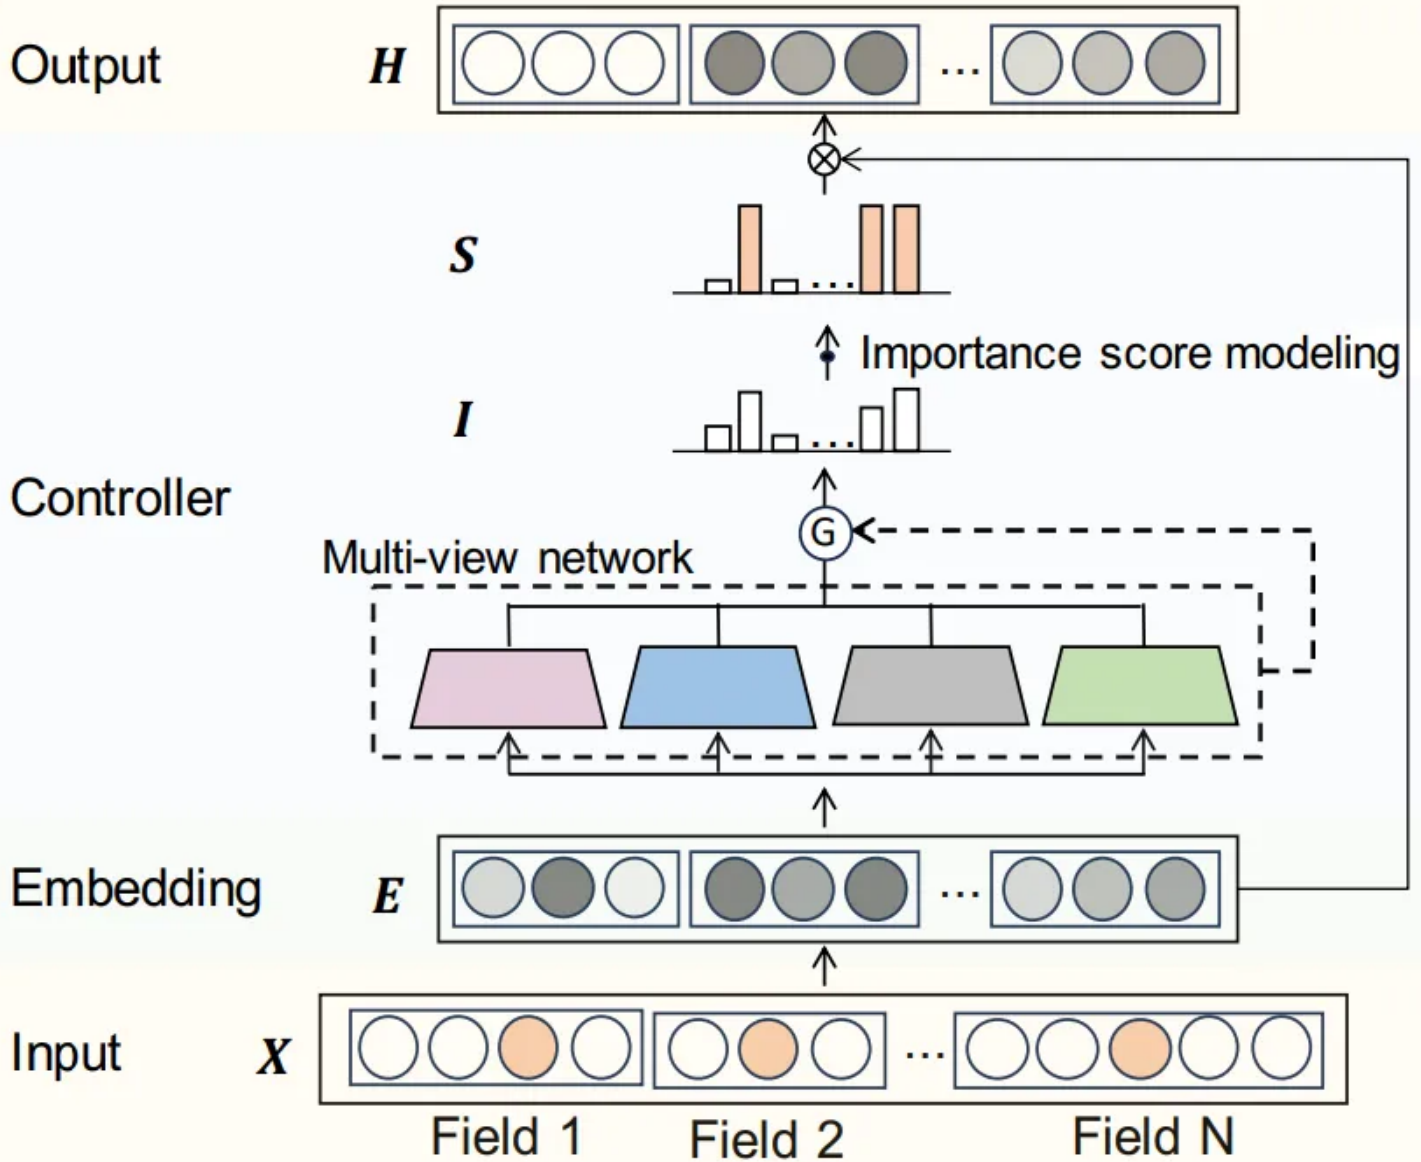 Output H
...
S
...
Importance score modeling
I
...
Controller
G
Multi-view network
Embedding E
...
Input X
...
Field 1 Field 2 Field N